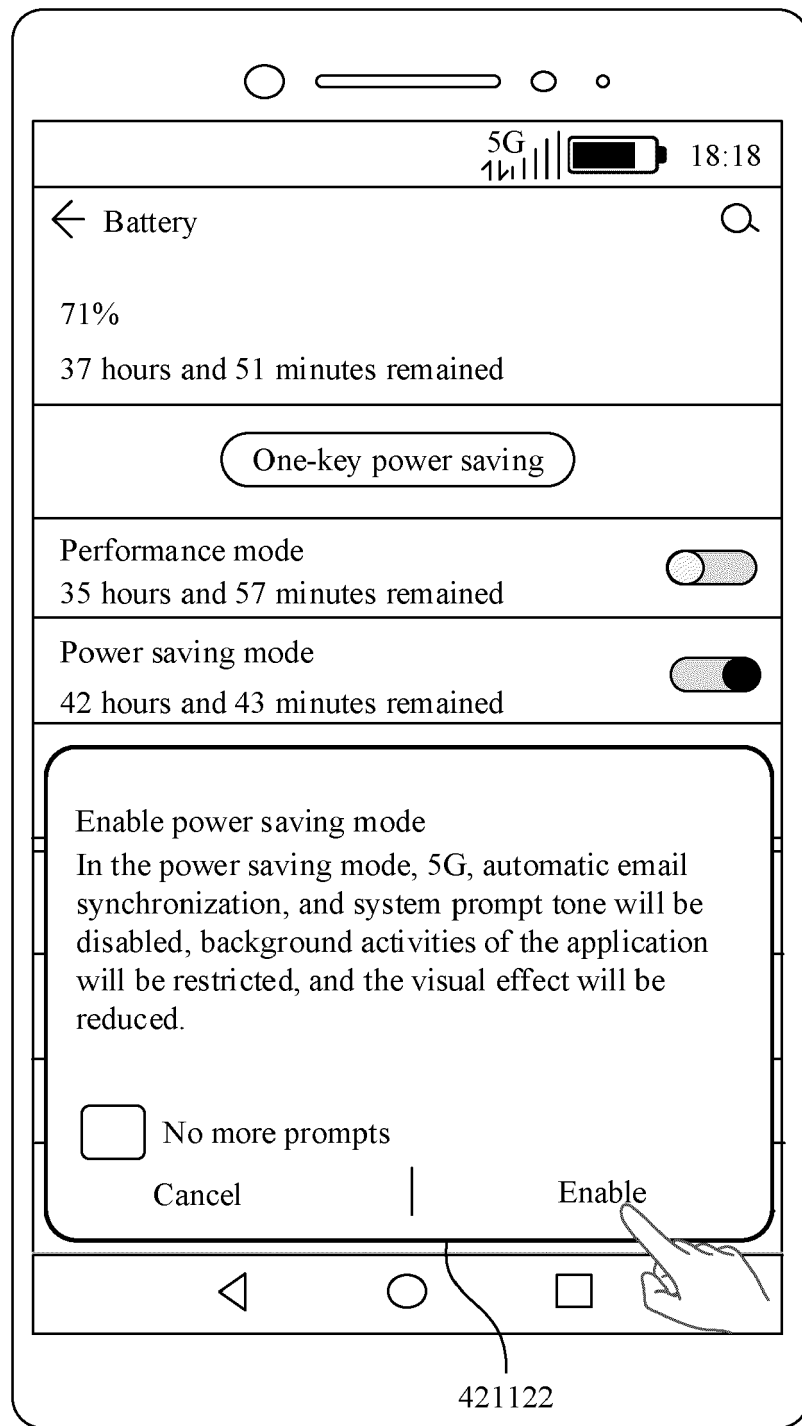 5G
18:18
Battery
71%
37 hours and 51 minutes remained
One-key power saving
Performance mode
35 hours and 57 minutes remained
Power saving mode
42 hours and 43 minutes remained
Enable power saving mode
In the power saving mode, 5G, automatic email
synchronization, and system prompt tone will be
disabled, background activities of the application
will be restricted, and the visual effect will be
reduced.
No more prompts
Cancel | Enable
421122